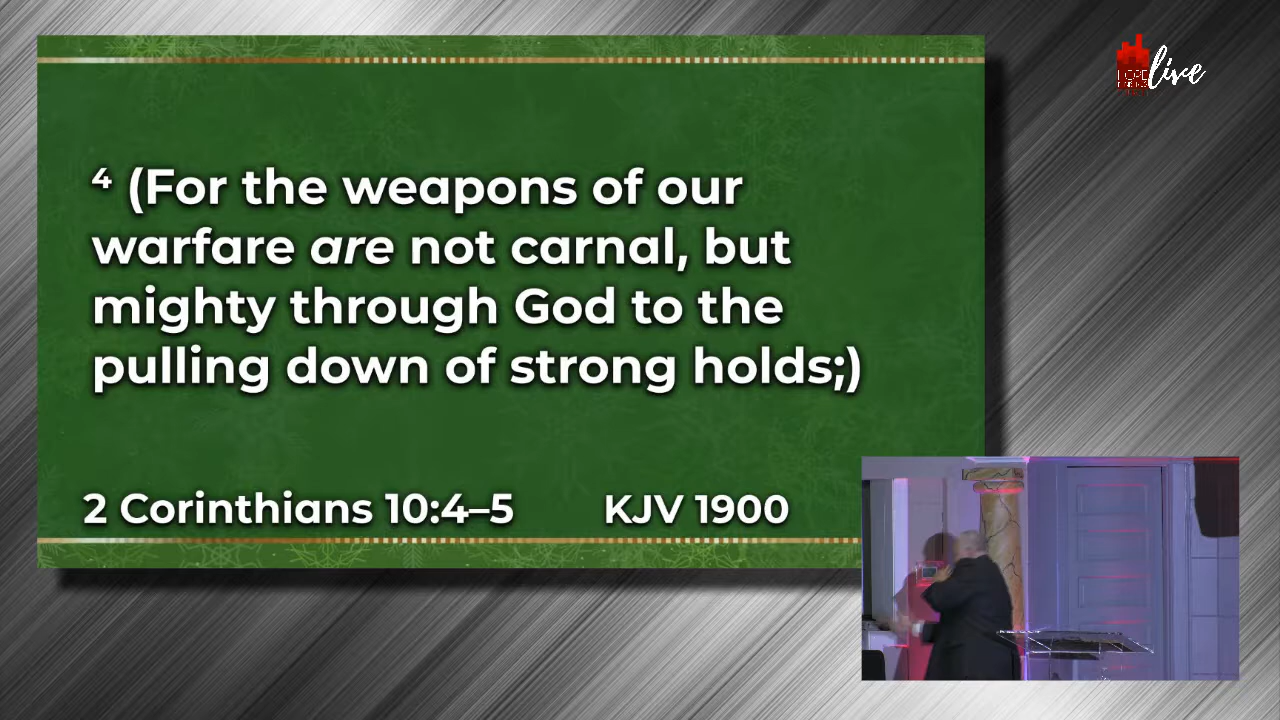 ⁴ (For the weapons of our
warfare are not carnal, but
mighty through God to the
pulling down of strong holds;)
2 Corinthians 10:4–5 KJV 1900
live